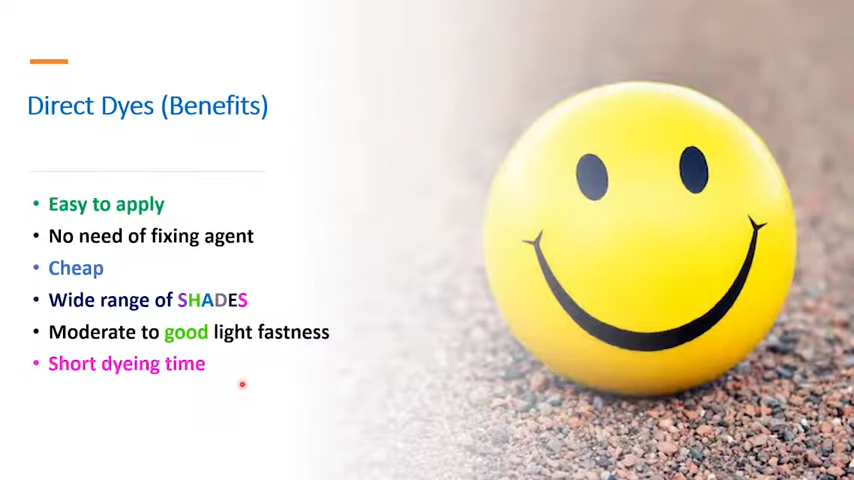 Direct Dyes (Benefits)
• Easy to apply
• No need of fixing agent
• Cheap
• Wide range of SHADES
• Moderate to good light fastness
• Short dyeing time